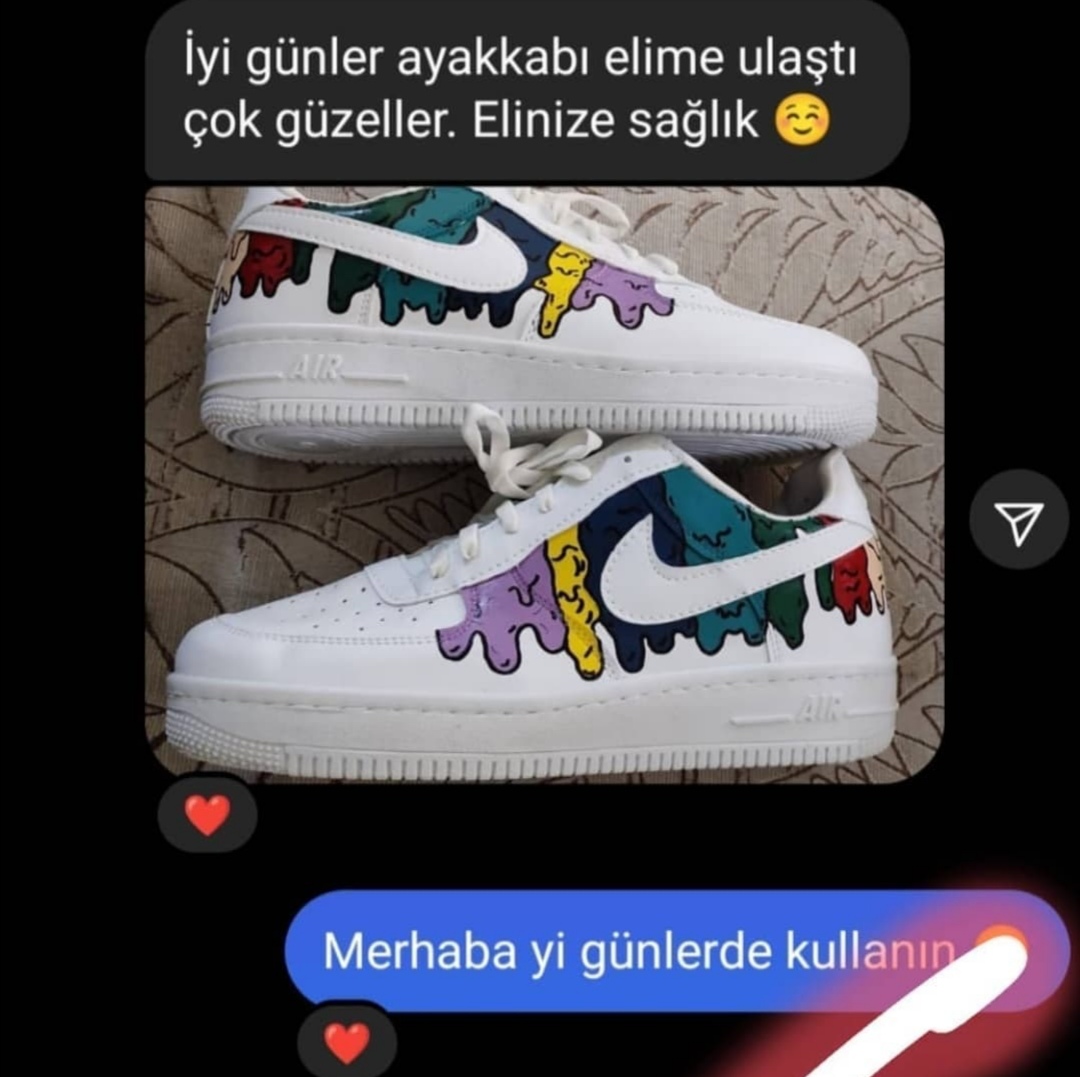 İyi günler ayakkabı elime ulaştı
çok güzeller. Elinize sağlık ☺️
AIR
AIR
Merhaba yi günlerde kullanın